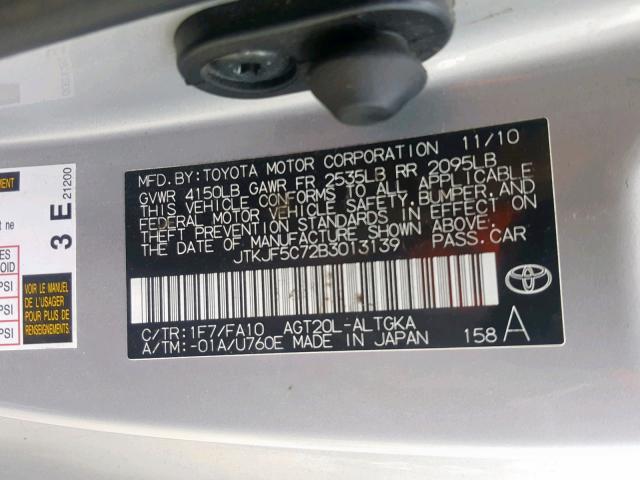 MFD. BY: TOYOTA MOTOR CORPORATION 11/10
GVWR 4150LB GAWR FR 2535LB RR 2095LB
THIS VEHICLE CONFORMS TO ALL APPLICABLE
FEDERAL MOTOR VEHICLE SAFETY, BUMPER, AND
THEFT PREVENTION STANDARDS IN EFFECT ON
THE DATE OF MANUFACTURE SHOWN ABOVE.
JTKJF5C72B3013139 PASS. CAR
C/TR: 1F7/FA10 AGT20L-ALTGKA
A/TM: -01A/U760E MADE IN JAPAN 158 A
3 E
21200
ne
PSI
PSI
VOIR LE MANUEL
DE L'USAGER
POUR PLUS DE